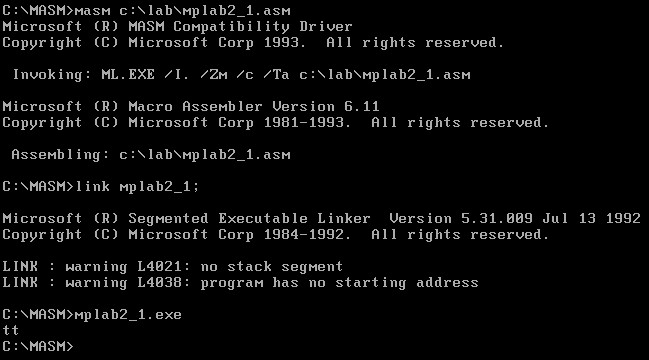 C:\MASM>masm c:\lab\mplab2_1.asm
Microsoft (R) MASM Compatibility Driver
Copyright (C) Microsoft Corp 1993.  All rights reserved.
Invoking: ML.EXE /I. /Zm /c /Ta c:\lab\mplab2_1.asm
Microsoft (R) Macro Assembler Version 6.11
Copyright (C) Microsoft Corp 1981-1993.  All rights reserved.
Assembling: c:\lab\mplab2_1.asm
C:\MASM>link mplab2_1;
Microsoft (R) Segmented Executable Linker  Version 5.31.009 Jul 13 1992
Copyright (C) Microsoft Corp 1984-1992.  All rights reserved.
LINK : warning L4021: no stack segment
LINK : warning L4038: program has no starting address
C:\MASM>mplab2_1.exe
tt
C:\MASM>